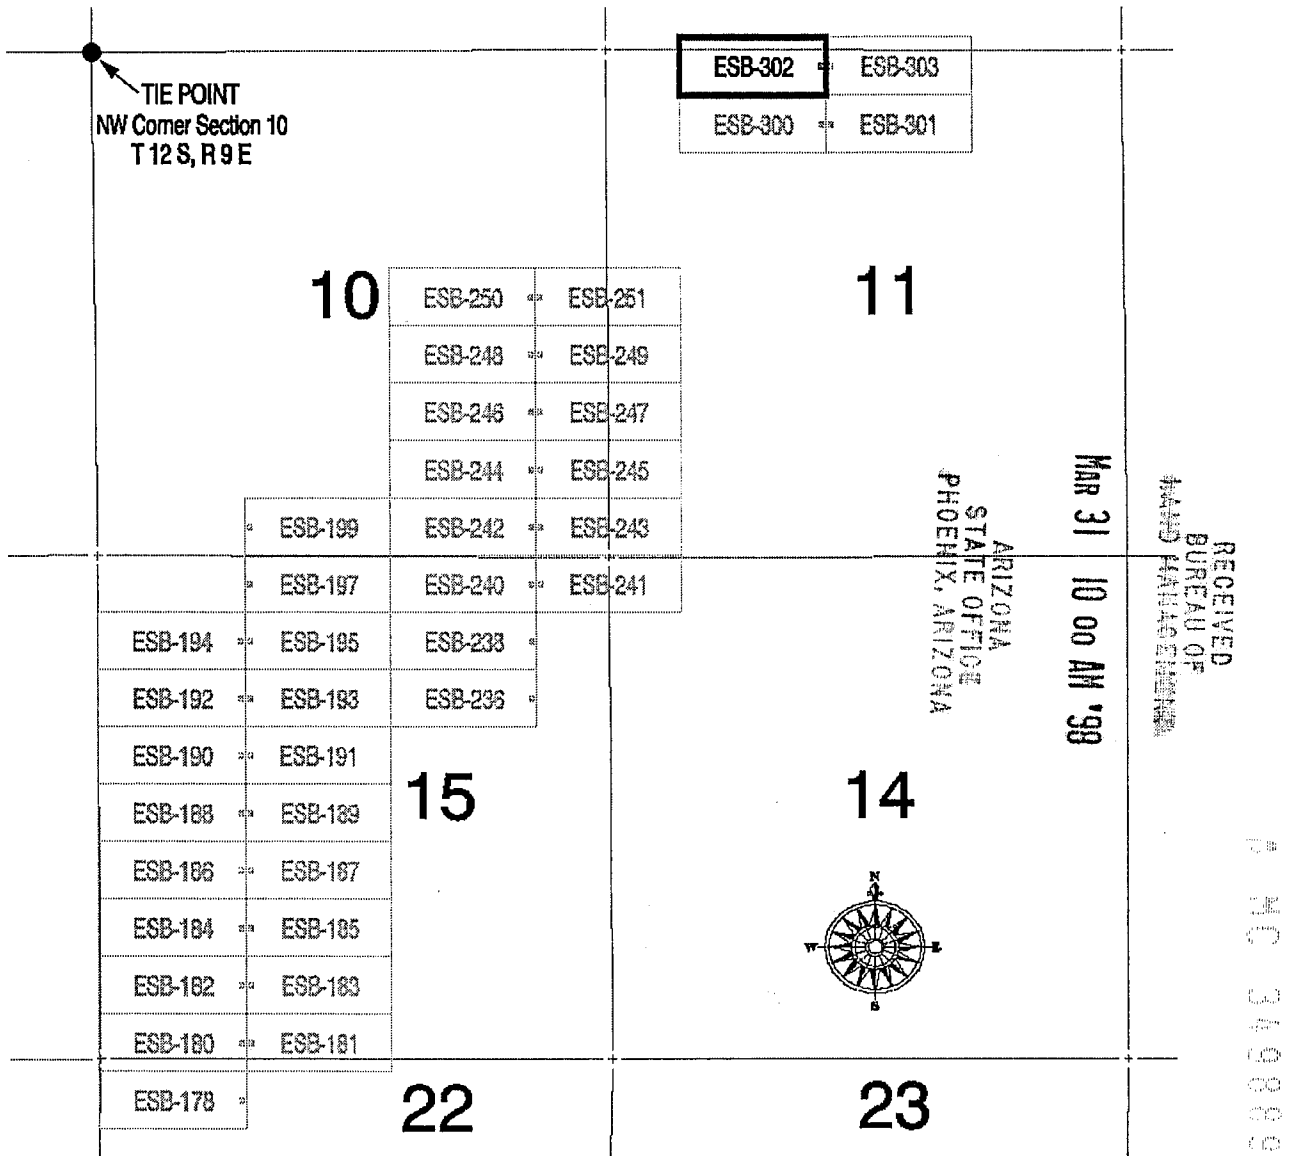 ESB-302 ESB-303
TIE POINT
NW Corner Section 10
T 12 S, R 9 E
ESB-300 ESB-301
10
11
ESB-250 ESB-251
ESB-248 ESB-249
ESB-246 ESB-247
ESB-244 ESB-245
ESB-199 ESB-242 ESB-243
ESB-197 ESB-240 ESB-241
ESB-194 ESB-195 ESB-238
ESB-192 ESB-193 ESB-236
ESB-190 ESB-191
ESB-188 ESB-189
ESB-186 ESB-187
ESB-184 ESB-185
ESB-182 ESB-183
ESB-180 ESB-181
ESB-178
15
14
22
23
N
W E
S
RECEIVED
BUREAU OF
LAND MANAGEMENT
MAR 31 10 00 AM '98
ARIZONA
STATE OFFICE
PHOENIX, ARIZONA
MC 349889